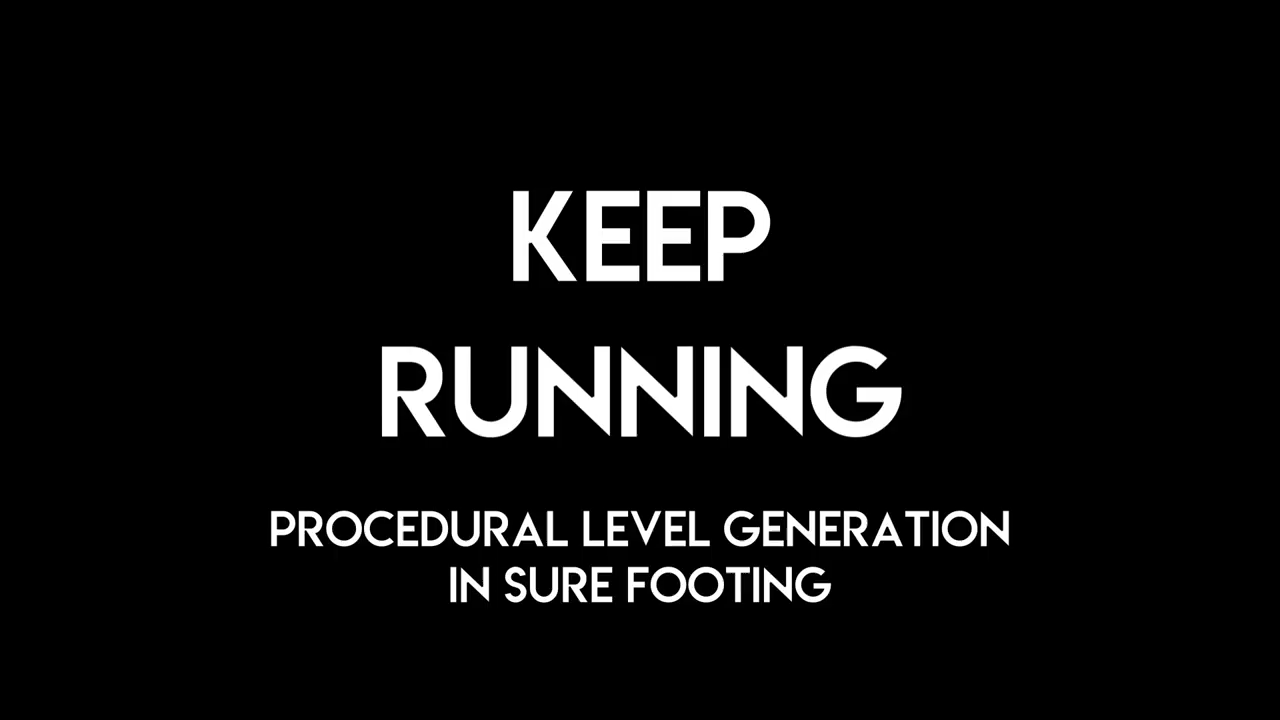 KEEP
RUNNING
PROCEDURAL LEVEL GENERATION
IN SURE FOOTING